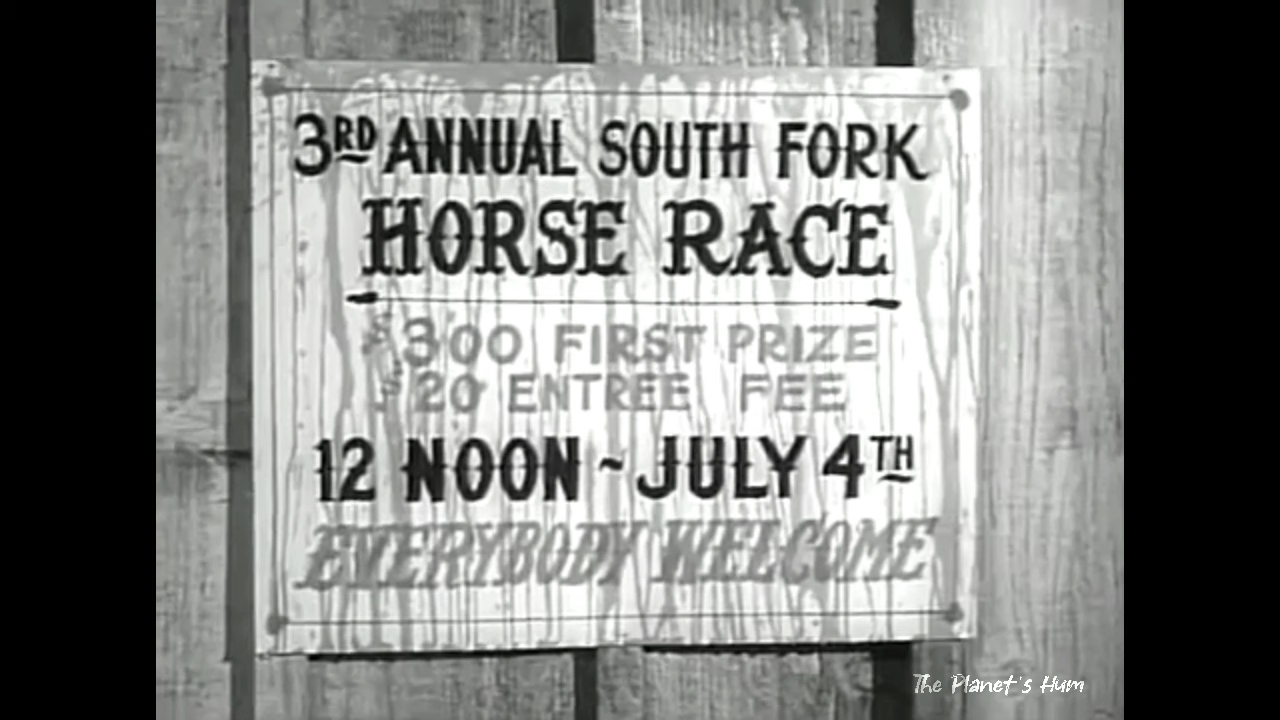 3RD ANNUAL SOUTH FORK
HORSE RACE
$300 FIRST PRIZE
$20 ENTREE FEE
12 NOON ~ JULY 4TH
EVERYBODY WELCOME
The Planet's Hum